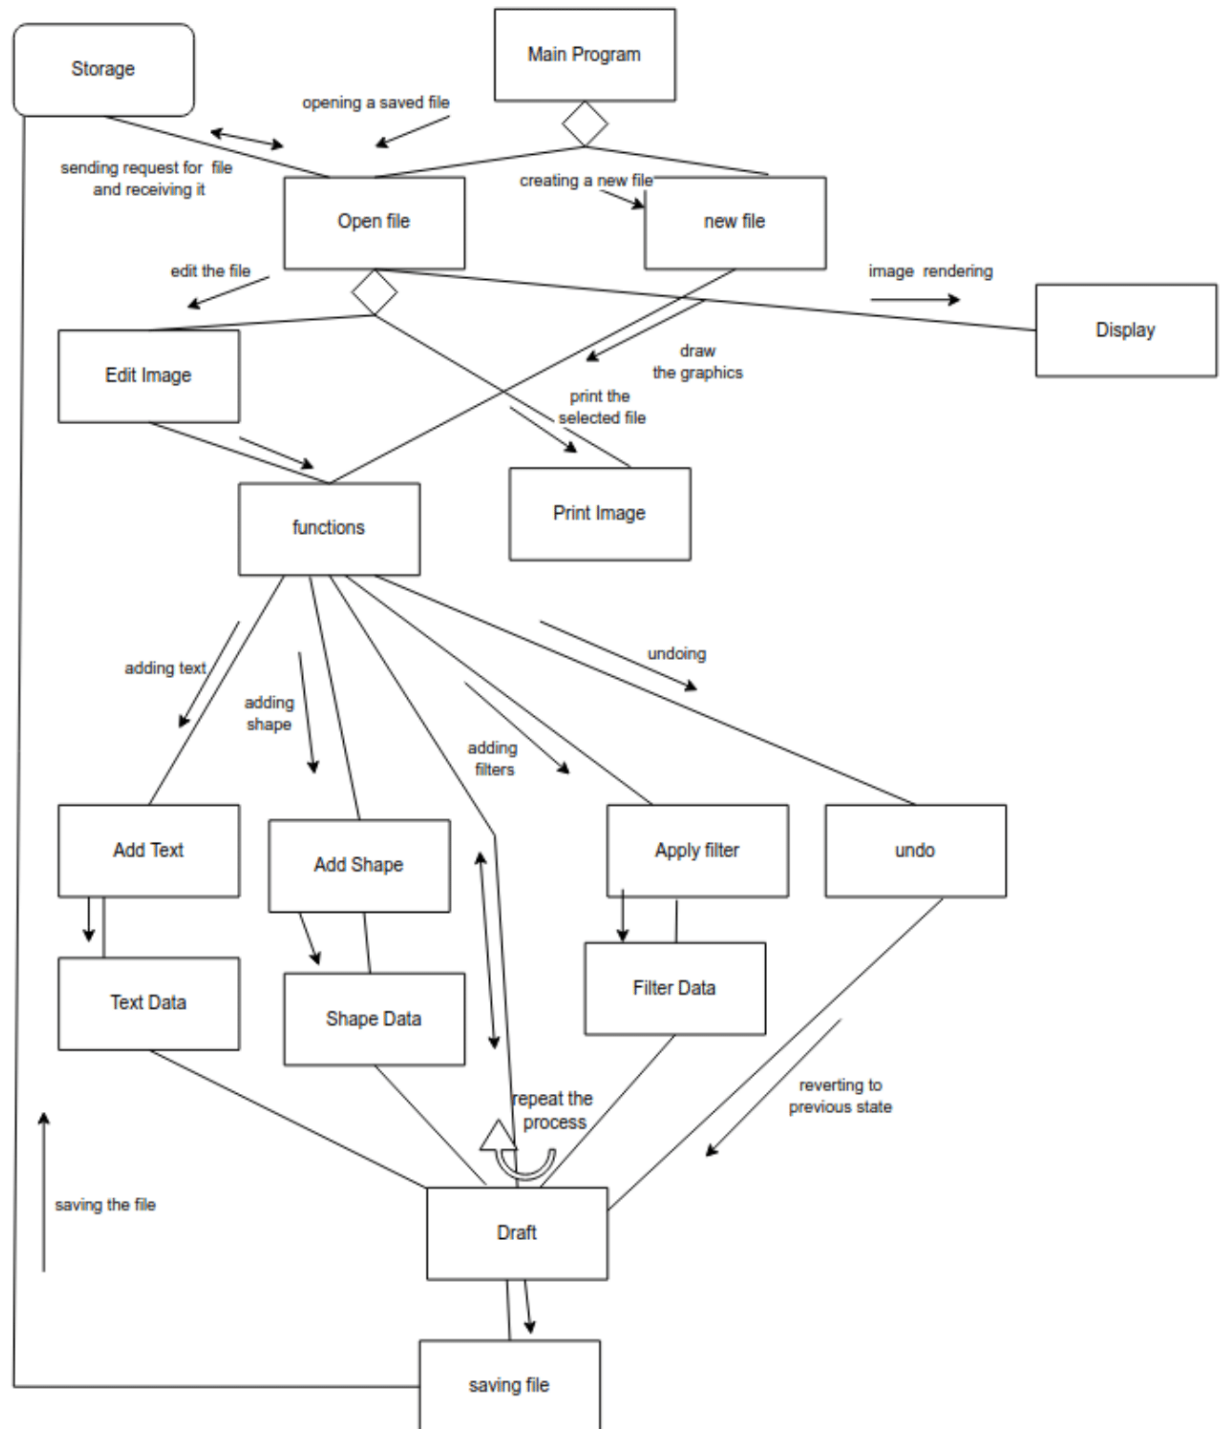 Main Program
Storage
opening a saved file
sending request for file
and receiving it
creating a new file
Open file
new file
edit the file
image rendering
Display
Edit Image
draw
the graphics
print the
selected file
functions
Print Image
undoing
adding text
adding
shape
adding
filters
Add Text
Add Shape
Apply filter
undo
Text Data
Shape Data
Filter Data
repeat the
process
reverting to
previous state
saving the file
Draft
saving file